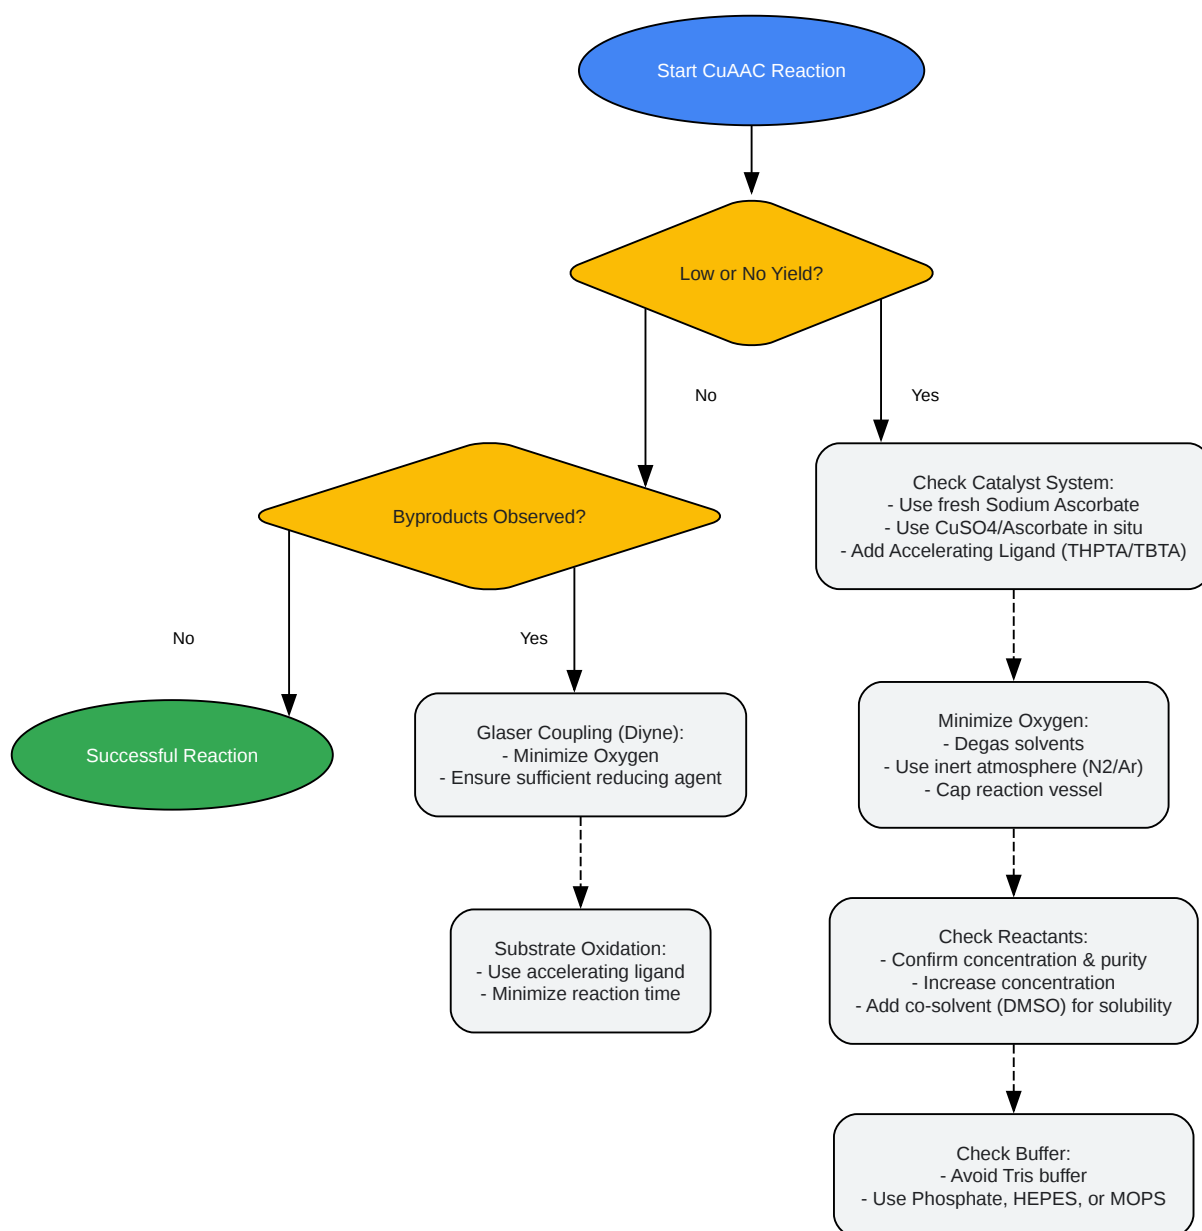 Start CuAAC Reaction
Low or No Yield?
No
Yes
Byproducts Observed?
Check Catalyst System:
- Use fresh Sodium Ascorbate
- Use CuSO4/Ascorbate in situ
- Add Accelerating Ligand (THPTA/TBTA)
No
Yes
Successful Reaction
Glaser Coupling (Diyne):
- Minimize Oxygen
- Ensure sufficient reducing agent
Minimize Oxygen:
- Degas solvents
- Use inert atmosphere (N2/Ar)
- Cap reaction vessel
Substrate Oxidation:
- Use accelerating ligand
- Minimize reaction time
Check Reactants:
- Confirm concentration & purity
- Increase concentration
- Add co-solvent (DMSO) for solubility
Check Buffer:
- Avoid Tris buffer
- Use Phosphate, HEPES, or MOPS